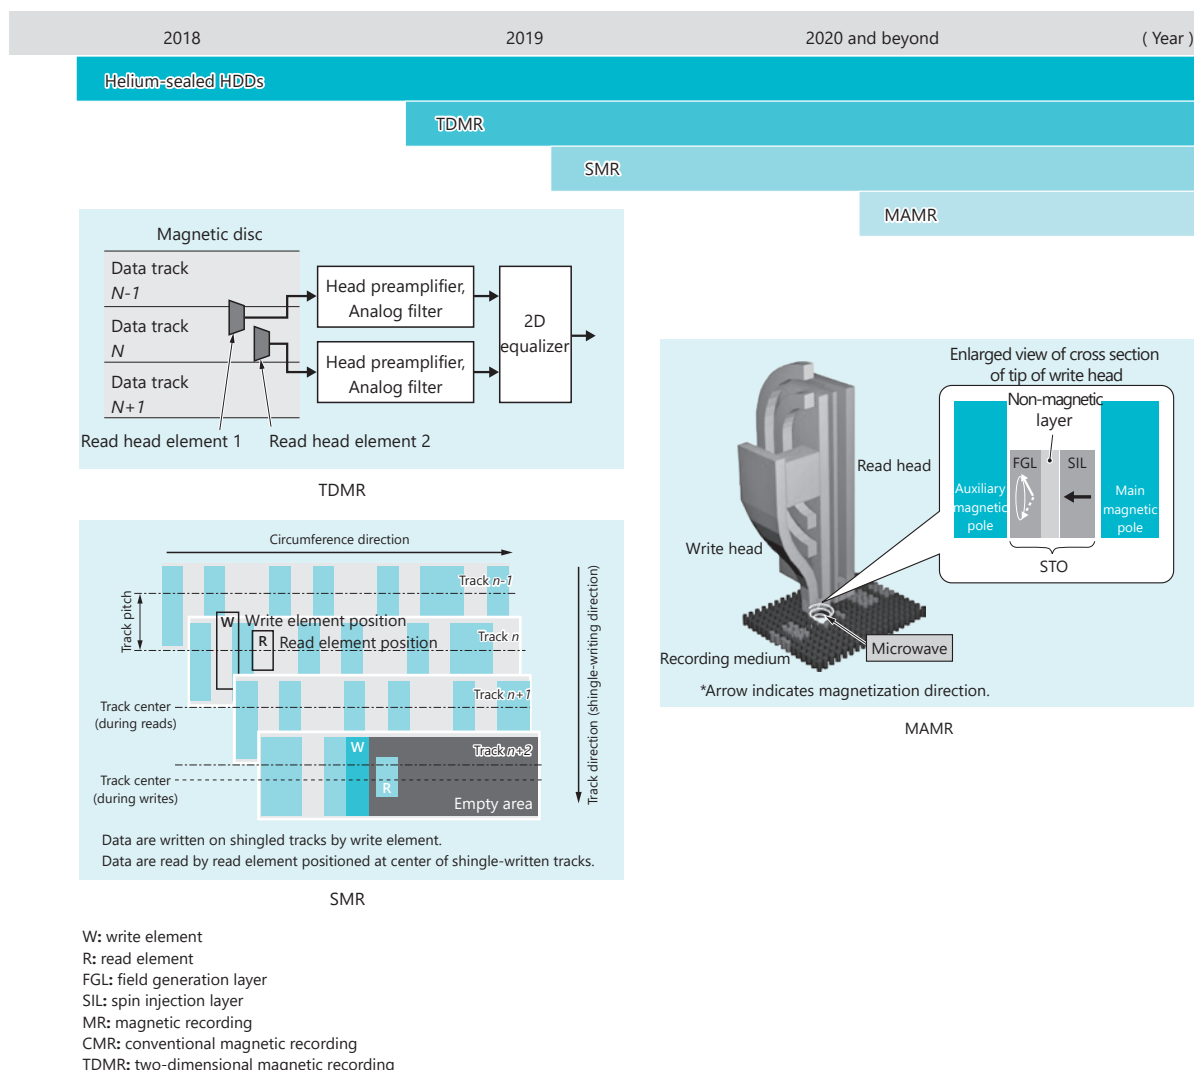 2018 2019 2020 and beyond ( Year )
Helium-sealed HDDs
TDMR
SMR
MAMR
Magnetic disc
Data track
N-1
Data track
N
Data track
N+1
Head preamplifier,
Analog filter
Head preamplifier,
Analog filter
2D
equalizer
Read head element 1
Read head element 2
TDMR
Circumference direction
Track pitch
Track n-1
W
Write element position
R
Read element position
Track n
Track n+1
Track center
(during reads)
Track n+2
W
R
Track center
(during writes)
Empty area
Track direction (shingle-writing direction)
Data are written on shingled tracks by write element.
Data are read by read element positioned at center of shingle-written tracks.
SMR
Enlarged view of cross section
of tip of write head
Non-magnetic
layer
FGL
SIL
Auxiliary
magnetic
pole
Main
magnetic
pole
STO
Read head
Write head
Microwave
Recording medium
*Arrow indicates magnetization direction.
MAMR
W: write element
R: read element
FGL: field generation layer
SIL: spin injection layer
MR: magnetic recording
CMR: conventional magnetic recording
TDMR: two-dimensional magnetic recording